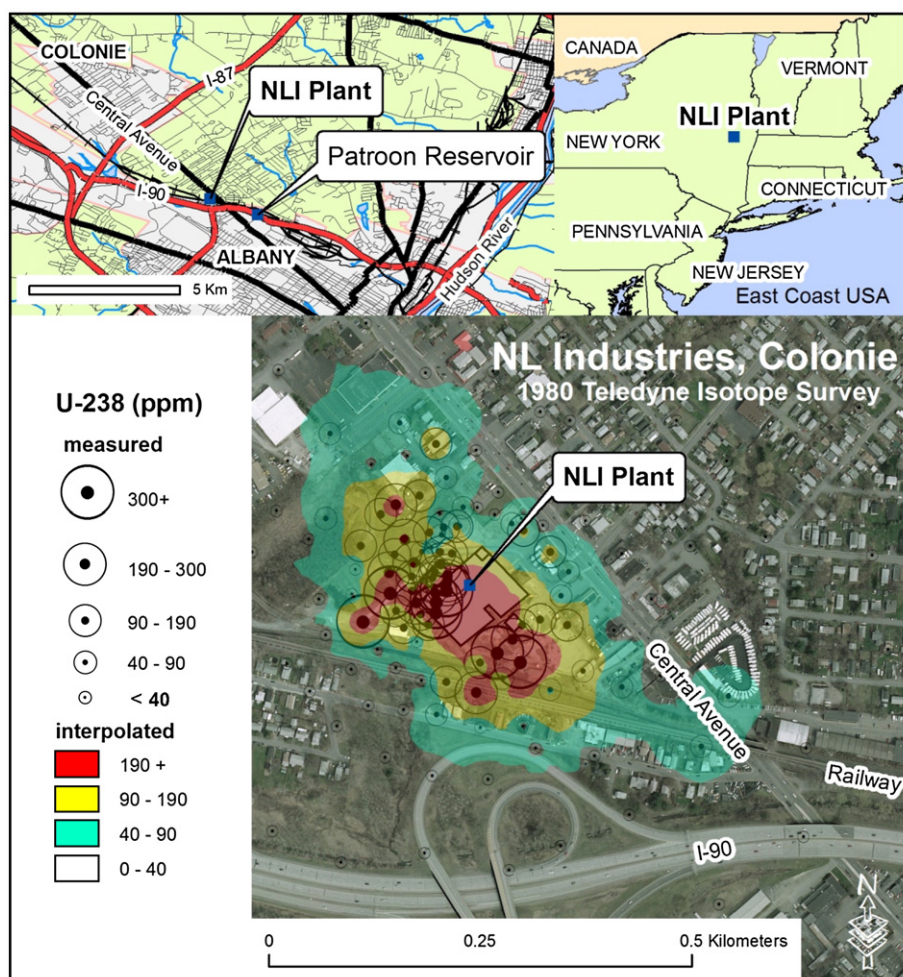 COLONIE
I-87
Central Avenue
NLI Plant
Patroon Reservoir
I-90
ALBANY
Hudson River
5 Km
CANADA
VERMONT
NLI Plant
NEW YORK
CONNECTICUT
PENNSYLVANIA
NEW JERSEY
East Coast USA
NL Industries, Colonie
1980 Teledyne Isotope Survey
U-238 (ppm)
measured
300+
190 - 300
90 - 190
40 - 90
< 40
interpolated
190 +
90 - 190
40 - 90
0 - 40
NLI Plant
Central Avenue
Railway
I-90
N
0
0.25
0.5 Kilometers